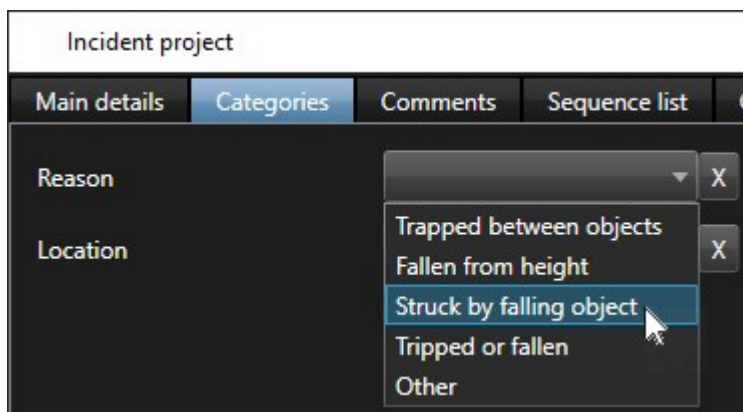 Incident project
Main details Categories Comments Sequence list
Reason X
Trapped between objects
Location X
Fallen from height
Struck by falling object
Tripped or fallen
Other